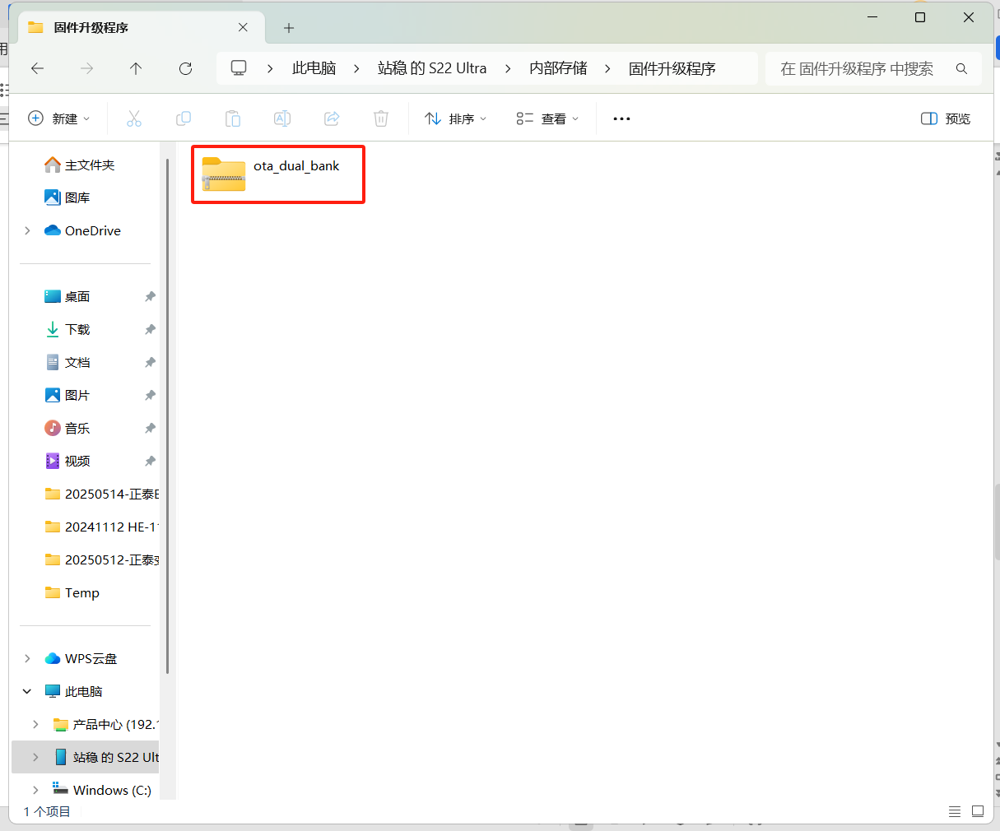 固件升级程序
用
此电脑
站稳 的 S22 Ultra
内部存储
固件升级程序
在 固件升级程序 中搜索
新建
排序
查看
预览
主文件夹
图库
OneDrive
桌面
下载
文档
图片
音乐
视频
20250514-正泰E
20241112 HE-1
20250512-正泰变
Temp
WPS云盘
此电脑
产品中心 (192.1
站稳 的 S22 Ult
Windows (C:)
ota_dual_bank
1 个项目